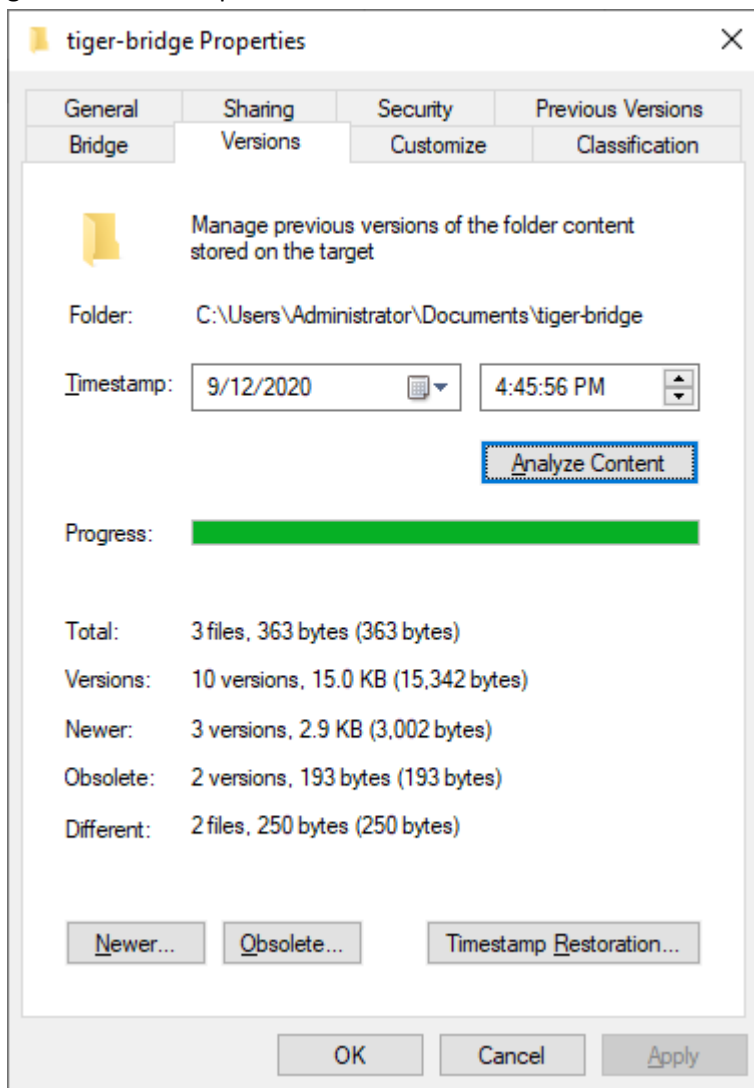 tiger-bridge Properties
General Sharing Security Previous Versions
Bridge Versions Customize Classification
Manage previous versions of the folder content
stored on the target
Folder: C:\Users\Administrator\Documents\tiger-bridge
Timestamp: 9/12/2020 4:45:56 PM
Analyze Content
Progress:
Total: 3 files, 363 bytes (363 bytes)
Versions: 10 versions, 15.0 KB (15,342 bytes)
Newer: 3 versions, 2.9 KB (3,002 bytes)
Obsolete: 2 versions, 193 bytes (193 bytes)
Different: 2 files, 250 bytes (250 bytes)
Newer... Obsolete... Timestamp Restoration...
OK Cancel Apply